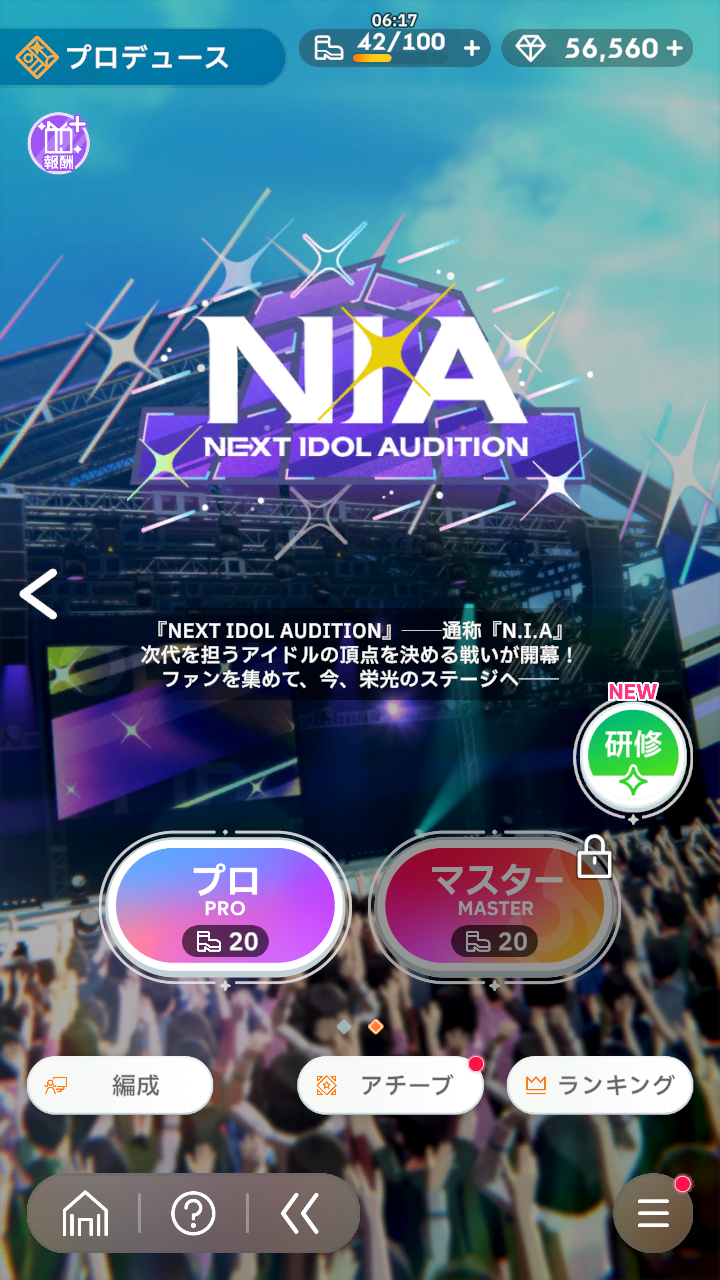 06:17
プロデュース
42/100 +
56,560 +
報酬
NIA
NEXT IDOL AUDITION
『NEXT IDOL AUDITION』──通称『N.I.A』
次代を担うアイドルの頂点を決める戦いが開幕！
ファンを集めて、今、栄光のステージへ──
NEW
研修
プロ
PRO
20
マスター
MASTER
20
編成
アチーブ
ランキング
?